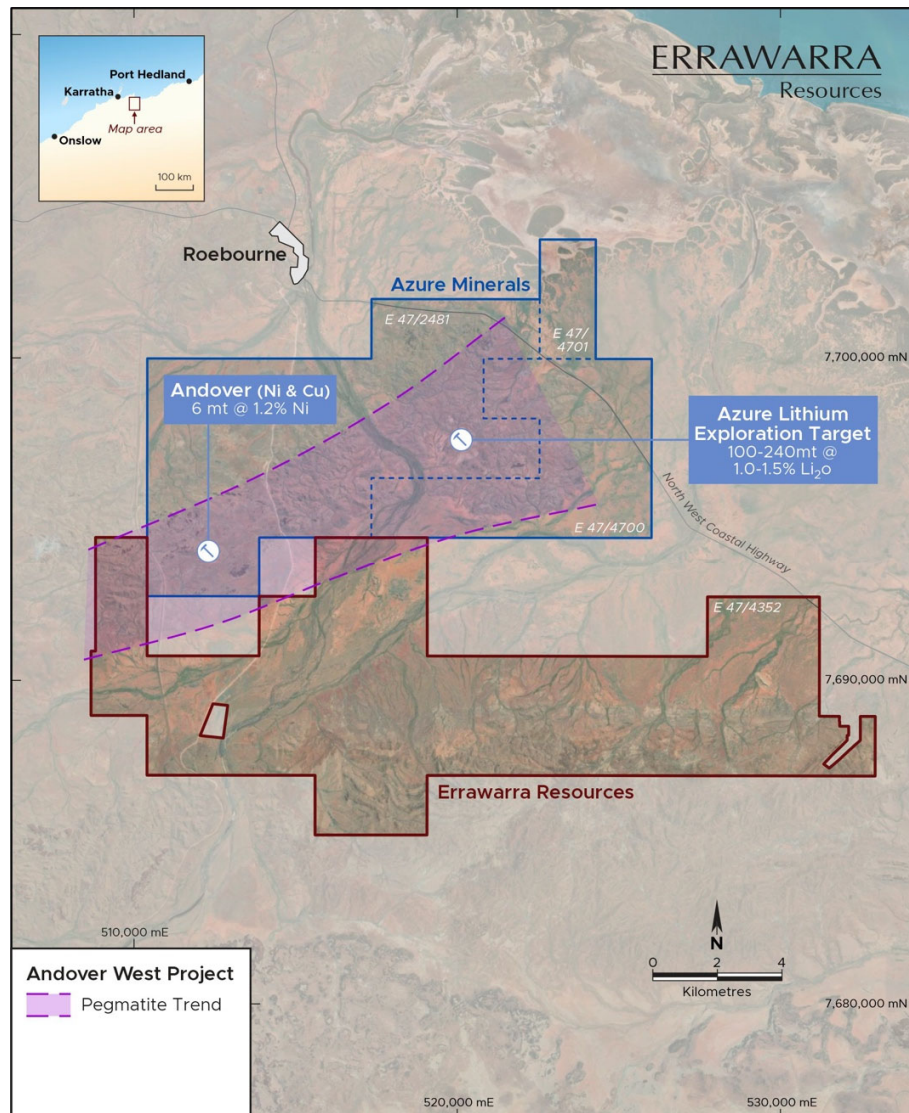 ERRAWARRA
Resources
Port Hedland
Karratha
Map area
Onslow
100 km
Roebourne
Azure Minerals
E 47/2481
E 47/
4701
7,700,000 mN
Andover (Ni & Cu)
6 mt @ 1.2% Ni
Azure Lithium
Exploration Target
100-240mt @
1.0-1.5% Li₂o
North West Coastal Highway
E 47/4700
E 47/4352
7,690,000 mN
Errawarra Resources
510,000 mE
N
0 2 4
Kilometres
Andover West Project
Pegmatite Trend
7,680,000 mN
520,000 mE
530,000 mE